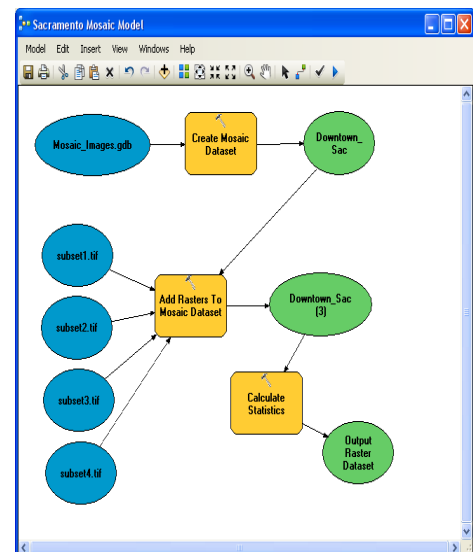 Sacramento Mosaic Model
Model Edit Insert View Windows Help
Mosaic_Images.gdb
Create Mosaic
Dataset
Downtown_
Sac
subset1.tif
subset2.tif
subset3.tif
subset4.tif
Add Rasters To
Mosaic Dataset
Downtown_Sac
(3)
Calculate
Statistics
Output
Raster
Dataset